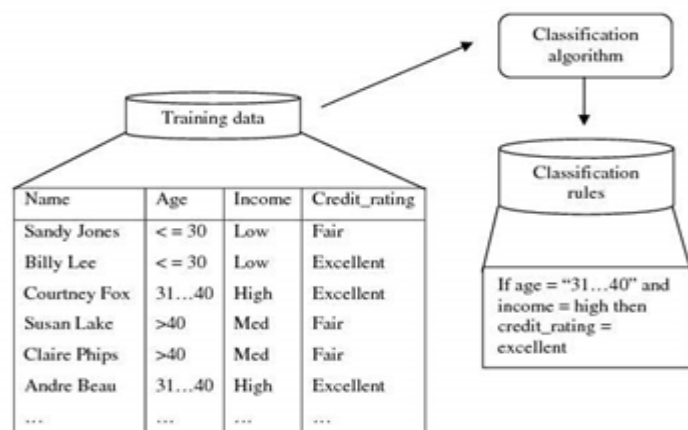 Classification
algorithm
Training data
Classification
rules
Name Age Income Credit_rating
Sandy Jones < = 30 Low Fair
Billy Lee < = 30 Low Excellent
Courtney Fox 31...40 High Excellent
Susan Lake >40 Med Fair
Claire Phips >40 Med Fair
Andre Beau 31...40 High Excellent
... ... ... ...
If age = “31...40” and
income = high then
credit_rating =
excellent